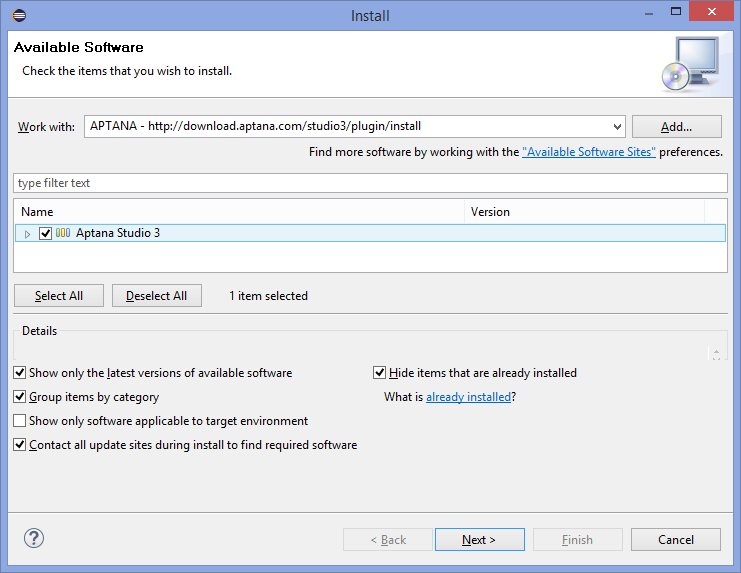 Install
Available Software
Check the items that you wish to install.
Work with: APTANA - http://download.aptana.com/studio3/plugin/install Add...
Find more software by working with the "Available Software Sites" preferences.
type filter text
Name Version
Aptana Studio 3
Select All Deselect All 1 item selected
Details
Show only the latest versions of available software Hide items that are already installed
Group items by category What is already installed?
Show only software applicable to target environment
Contact all update sites during install to find required software
? < Back Next > Finish Cancel